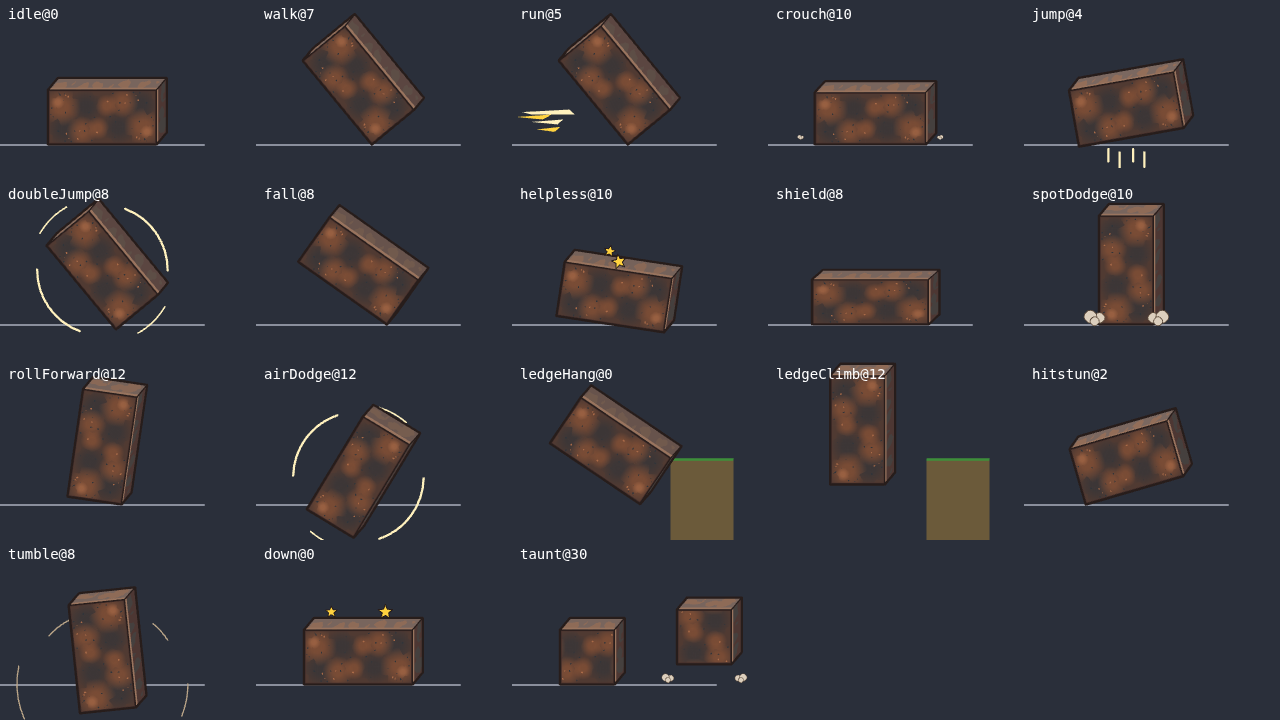 idle@0
walk@7
run@5
crouch@10
jump@4
doubleJump@8
fall@8
helpless@10
shield@8
spotDodge@10
rollForward@12
airDodge@12
ledgeHang@0
ledgeClimb@12
hitstun@2
tumble@8
down@0
taunt@30